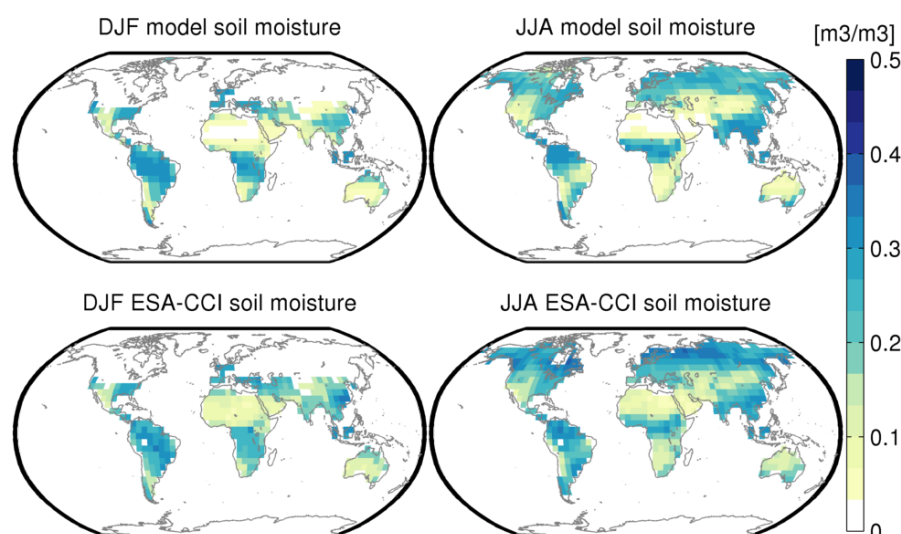 DJF model soil moisture
JJA model soil moisture
[m3/m3]
0.5
0.4
0.3
DJF ESA-CCI soil moisture
JJA ESA-CCI soil moisture
0.2
0.1
0